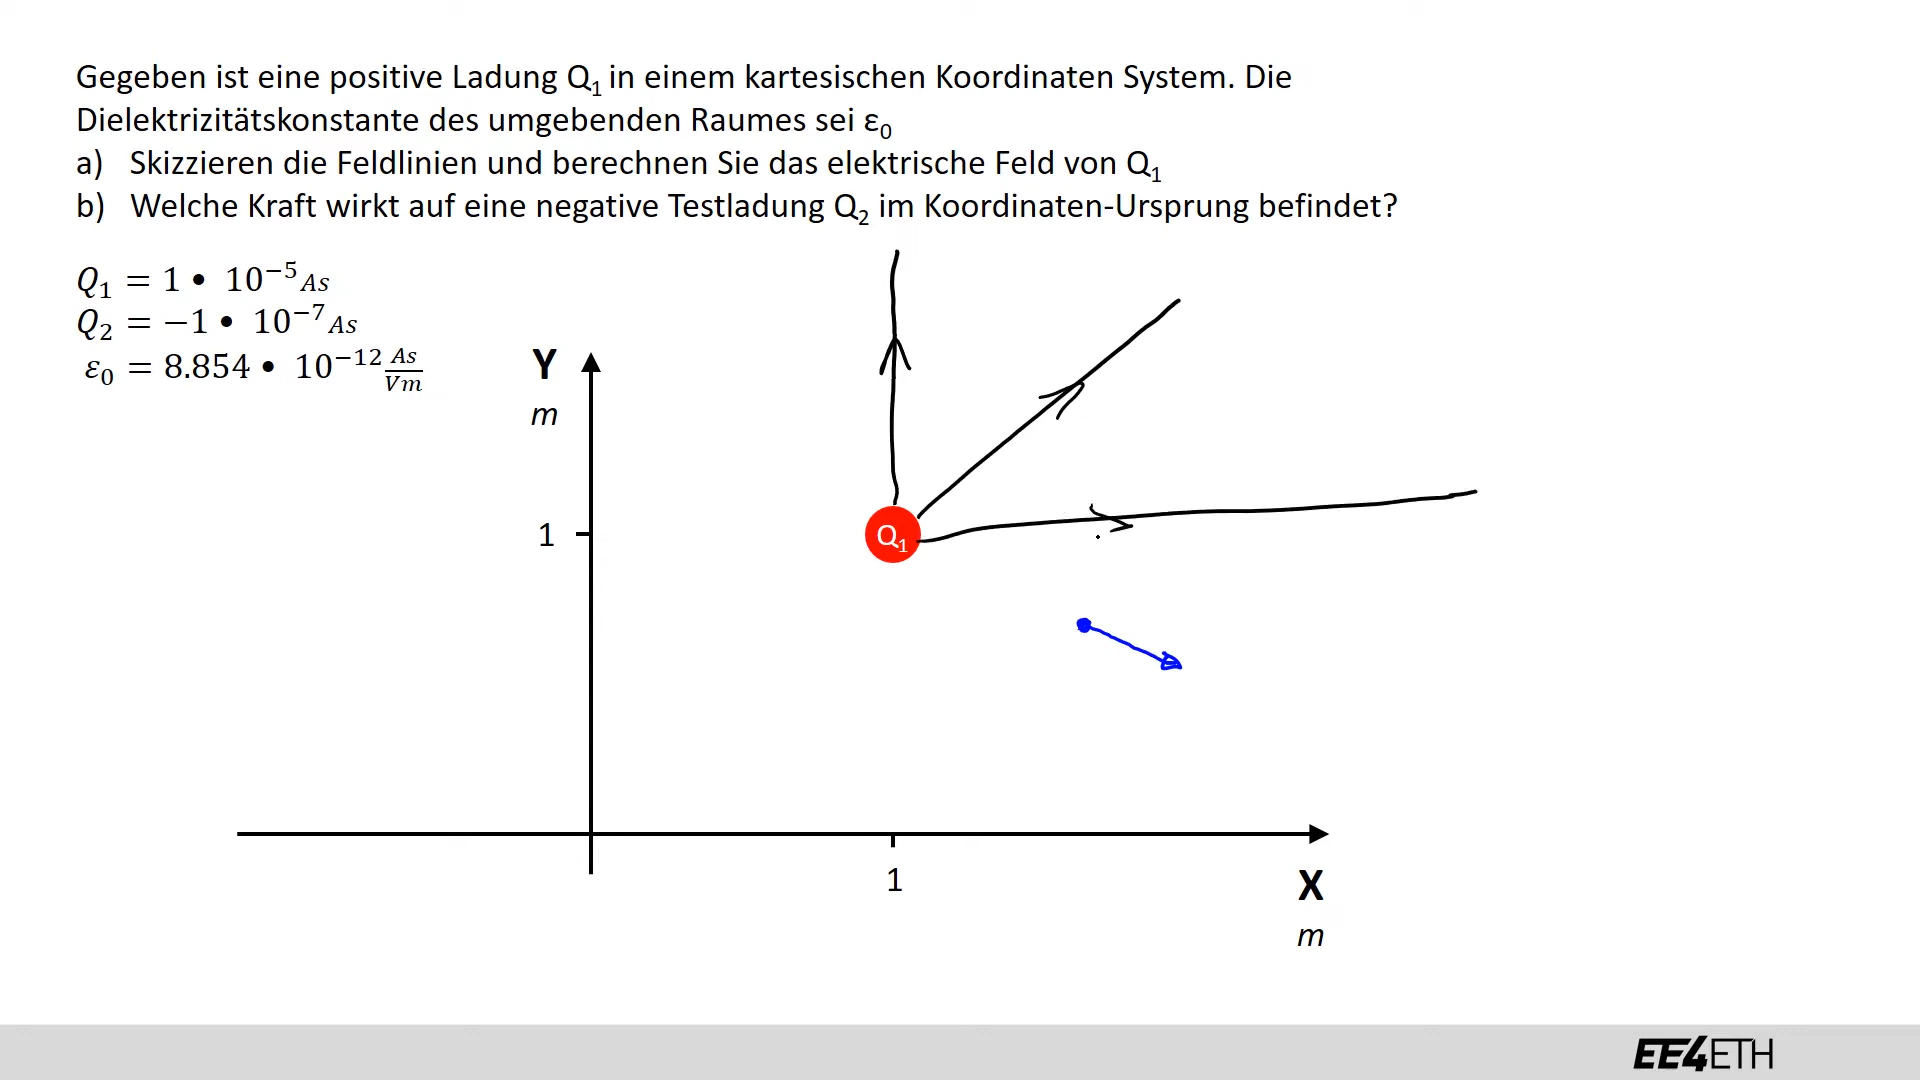 Gegeben ist eine positive Ladung Q₁ in einem kartesischen Koordinaten System. Die
Dielektrizitätskonstante des umgebenden Raumes sei ε₀
a) Skizzieren die Feldlinien und berechnen Sie das elektrische Feld von Q₁
b) Welche Kraft wirkt auf eine negative Testladung Q₂ im Koordinaten-Ursprung befindet?
Q₁ = 1 • 10⁻⁵ As
Q₂ = −1 • 10⁻⁷ As
ε₀ = 8.854 • 10⁻¹² As/Vm
Y
m
1
Q₁
1
X
m
EE4ETH